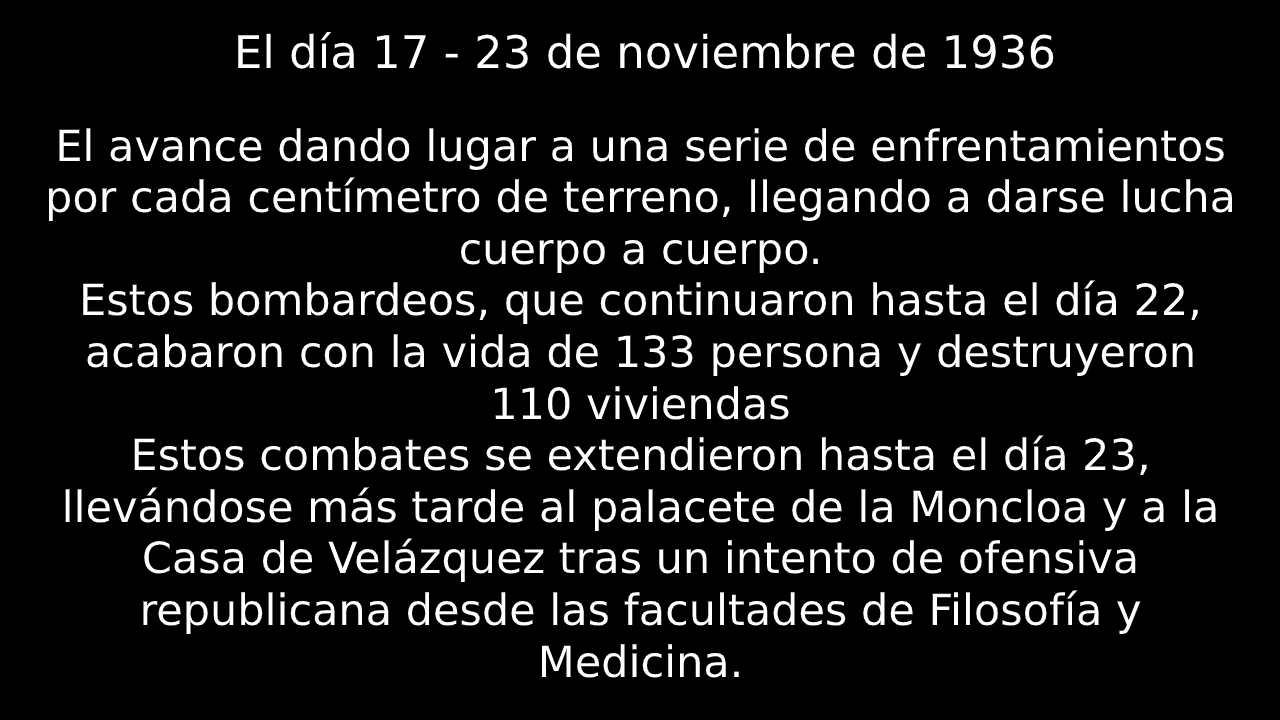 El día 17 - 23 de noviembre de 1936
El avance dando lugar a una serie de enfrentamientos
por cada centímetro de terreno, llegando a darse lucha
cuerpo a cuerpo.
Estos bombardeos, que continuaron hasta el día 22,
acabaron con la vida de 133 persona y destruyeron
110 viviendas
Estos combates se extendieron hasta el día 23,
llevándose más tarde al palacete de la Moncloa y a la
Casa de Velázquez tras un intento de ofensiva
republicana desde las facultades de Filosofía y
Medicina.